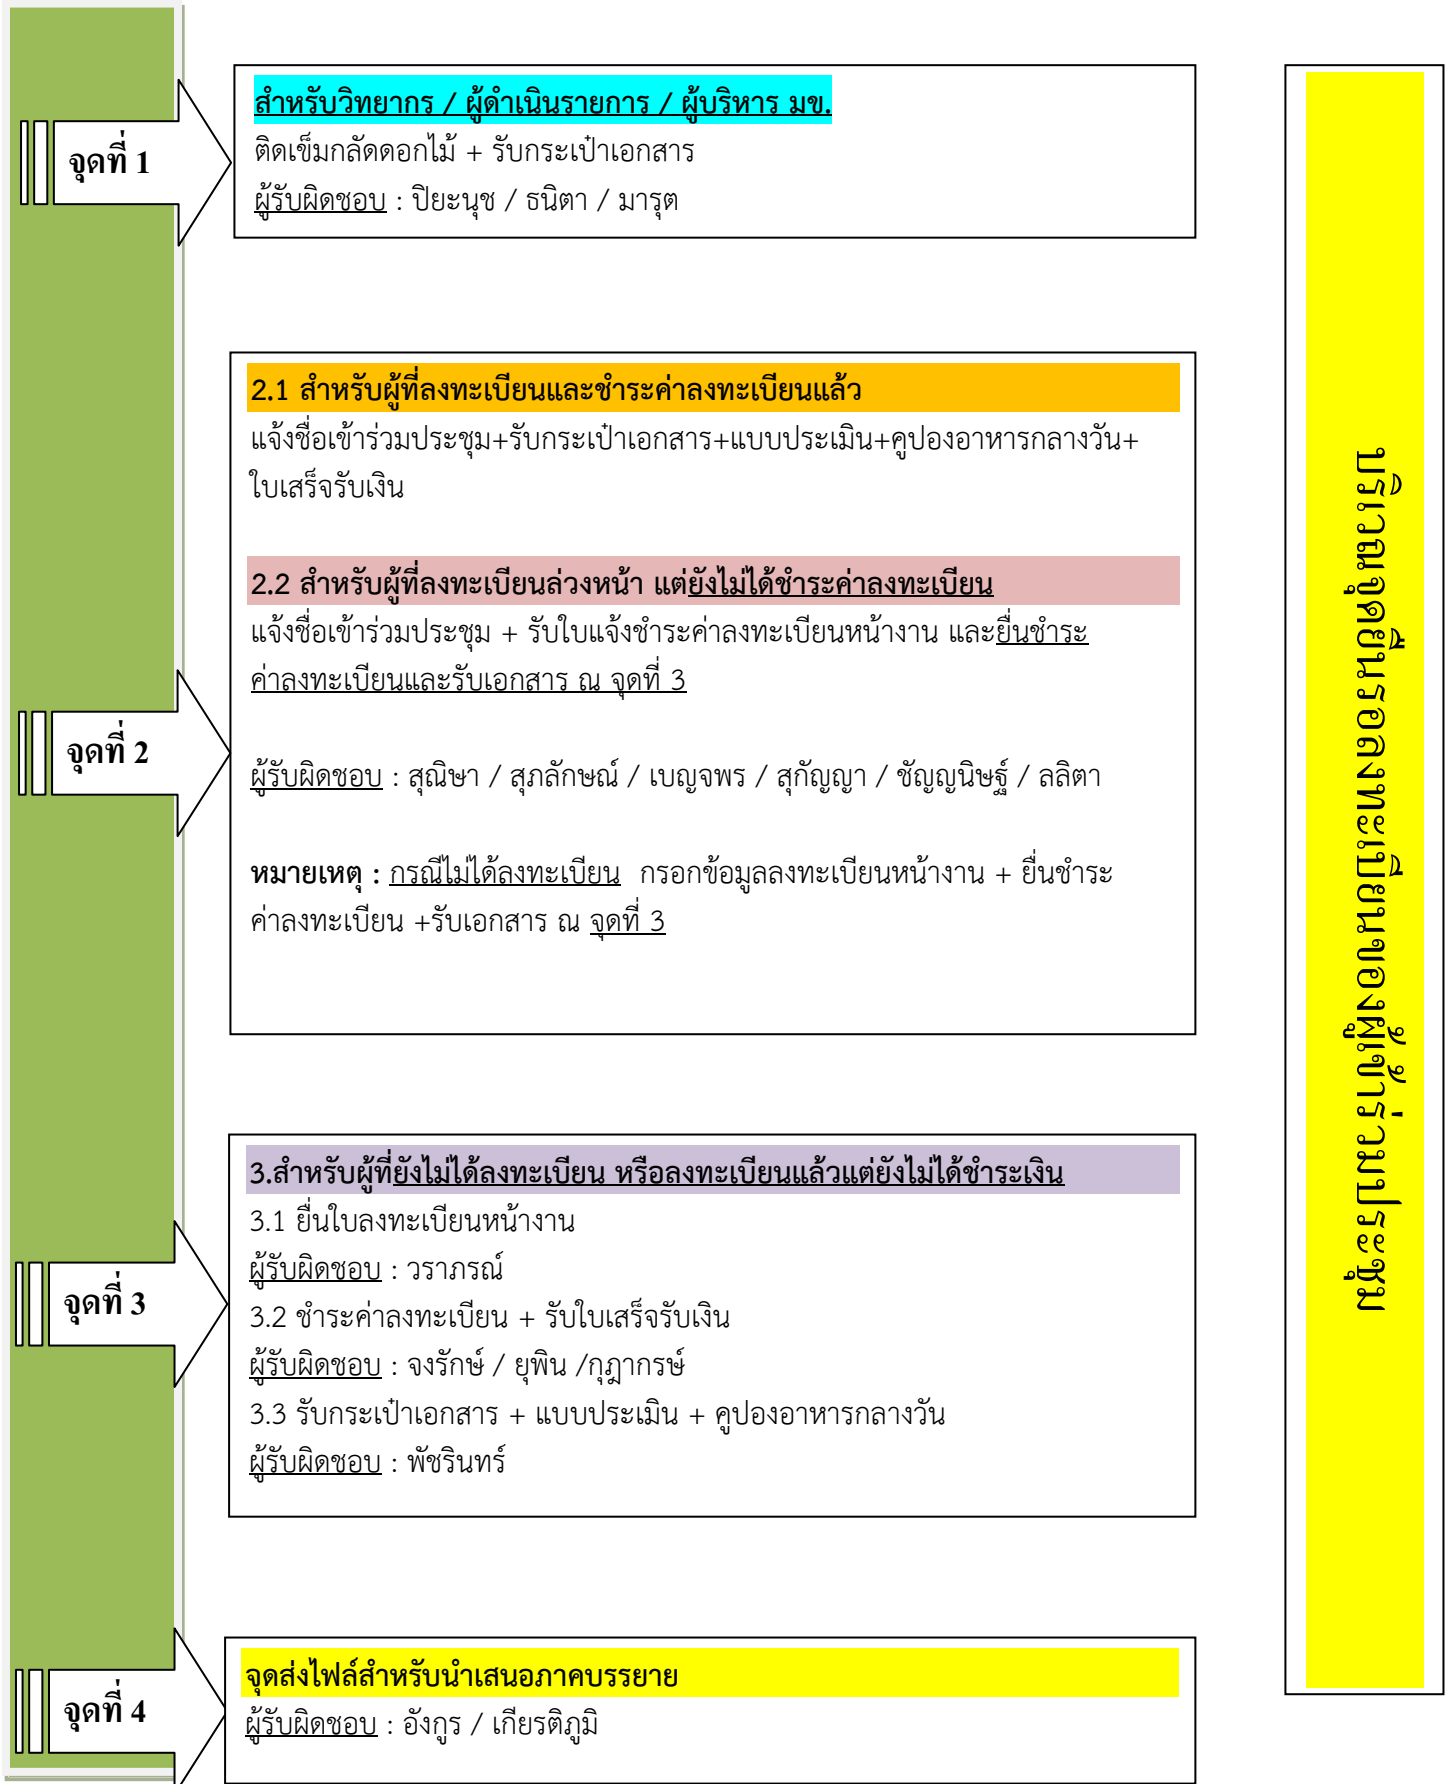 จุดที่ 1
สำหรับวิทยากร / ผู้ดำเนินรายการ / ผู้บริหาร มข.
ติดเข็มกลัดดอกไม้ + รับกระเป๋าเอกสาร
ผู้รับผิดชอบ : ปิยะนุช / ธนิตา / มารุต
จุดที่ 2
2.1 สำหรับผู้ที่ลงทะเบียนและชำระค่าลงทะเบียนแล้ว
แจ้งชื่อเข้าร่วมประชุม+รับกระเป๋าเอกสาร+แบบประเมิน+คูปองอาหารกลางวัน+
ใบเสร็จรับเงิน
2.2 สำหรับผู้ที่ลงทะเบียนล่วงหน้า แต่ยังไม่ได้ชำระค่าลงทะเบียน
แจ้งชื่อเข้าร่วมประชุม + รับใบแจ้งชำระค่าลงทะเบียนหน้างาน และยื่นชำระ
ค่าลงทะเบียนและรับเอกสาร ณ จุดที่ 3
ผู้รับผิดชอบ : สุณิษา / สุภลักษณ์ / เบญจพร / สุกัญญา / ชัญญนิษฐ์ / ลลิตา
หมายเหตุ : กรณีไม่ได้ลงทะเบียน กรอกข้อมูลลงทะเบียนหน้างาน + ยื่นชำระ
ค่าลงทะเบียน +รับเอกสาร ณ จุดที่ 3
จุดที่ 3
3.สำหรับผู้ที่ยังไม่ได้ลงทะเบียน หรือลงทะเบียนแล้วแต่ยังไม่ได้ชำระเงิน
3.1 ยื่นใบลงทะเบียนหน้างาน
ผู้รับผิดชอบ : วราภรณ์
3.2 ชำระค่าลงทะเบียน + รับใบเสร็จรับเงิน
ผู้รับผิดชอบ : จงรักษ์ / ยุพิน /กุฎากรษ์
3.3 รับกระเป๋าเอกสาร + แบบประเมิน + คูปองอาหารกลางวัน
ผู้รับผิดชอบ : พัชรินทร์
จุดที่ 4
จุดส่งไฟล์สำหรับนำเสนอภาคบรรยาย
ผู้รับผิดชอบ : อังกูร / เกียรติภูมิ
บริเวณจุดยืนรอลงทะเบียนของผู้เข้าร่วมประชุม